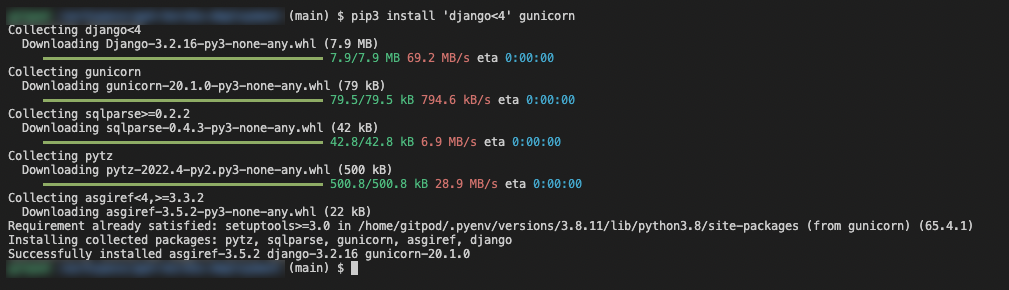 (main) $ pip3 install 'django<4' gunicorn
Collecting django<4
Downloading Django-3.2.16-py3-none-any.whl (7.9 MB)
7.9/7.9 MB 69.2 MB/s eta 0:00:00
Collecting gunicorn
Downloading gunicorn-20.1.0-py3-none-any.whl (79 kB)
79.5/79.5 kB 794.6 kB/s eta 0:00:00
Collecting sqlparse>=0.2.2
Downloading sqlparse-0.4.3-py3-none-any.whl (42 kB)
42.8/42.8 kB 6.9 MB/s eta 0:00:00
Collecting pytz
Downloading pytz-2022.4-py2.py3-none-any.whl (500 kB)
500.8/500.8 kB 28.9 MB/s eta 0:00:00
Collecting asgiref<4,>=3.3.2
Downloading asgiref-3.5.2-py3-none-any.whl (22 kB)
Requirement already satisfied: setuptools>=3.0 in /home/gitpod/.pyenv/versions/3.8.11/lib/python3.8/site-packages (from gunicorn) (65.4.1)
Installing collected packages: pytz, sqlparse, gunicorn, asgiref, django
Successfully installed asgiref-3.5.2 django-3.2.16 gunicorn-20.1.0
(main) $